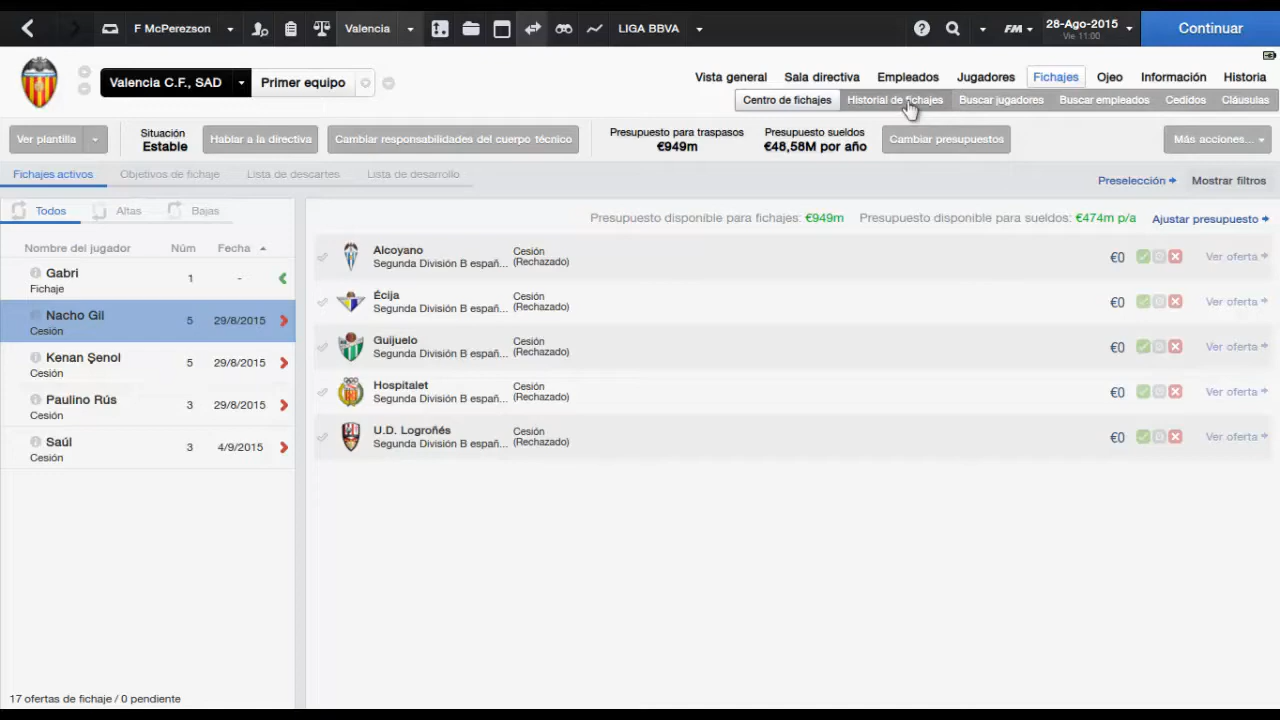 F McPerezson
Valencia
LIGA BBVA
FM
28-Ago-2015
Vie 11:00
Continuar
Valencia C.F., SAD
Primer equipo
Vista general
Sala directiva
Empleados
Jugadores
Fichajes
Ojeo
Información
Historia
Centro de fichajes
Historial de fichajes
Buscar jugadores
Buscar empleados
Cedidos
Cláusulas
Ver plantilla
Situación
Estable
Hablar a la directiva
Cambiar responsabilidades del cuerpo técnico
Presupuesto para traspasos
€949m
Presupuesto sueldos
€48,58M por año
Cambiar presupuestos
Más acciones...
Fichajes activos
Objetivos de fichaje
Lista de descartes
Lista de desarrollo
Preselección
Mostrar filtros
Todos
Altas
Bajas
Presupuesto disponible para fichajes: €949m
Presupuesto disponible para sueldos: €474m p/a
Ajustar presupuesto
Nombre del jugador Núm Fecha
Gabri 1 -
Fichaje
Nacho Gil 5 29/8/2015
Cesión
Kenan Şenol 5 29/8/2015
Cesión
Paulino Rús 3 29/8/2015
Cesión
Saúl 3 4/9/2015
Cesión
Alcoyano Cesión €0 Ver oferta
Segunda División B españ... (Rechazado)
Écija Cesión €0 Ver oferta
Segunda División B españ... (Rechazado)
Guijuelo Cesión €0 Ver oferta
Segunda División B españ... (Rechazado)
Hospitalet Cesión €0 Ver oferta
Segunda División B españ... (Rechazado)
U.D. Logroñés Cesión €0 Ver oferta
Segunda División B españ... (Rechazado)
17 ofertas de fichaje / 0 pendiente